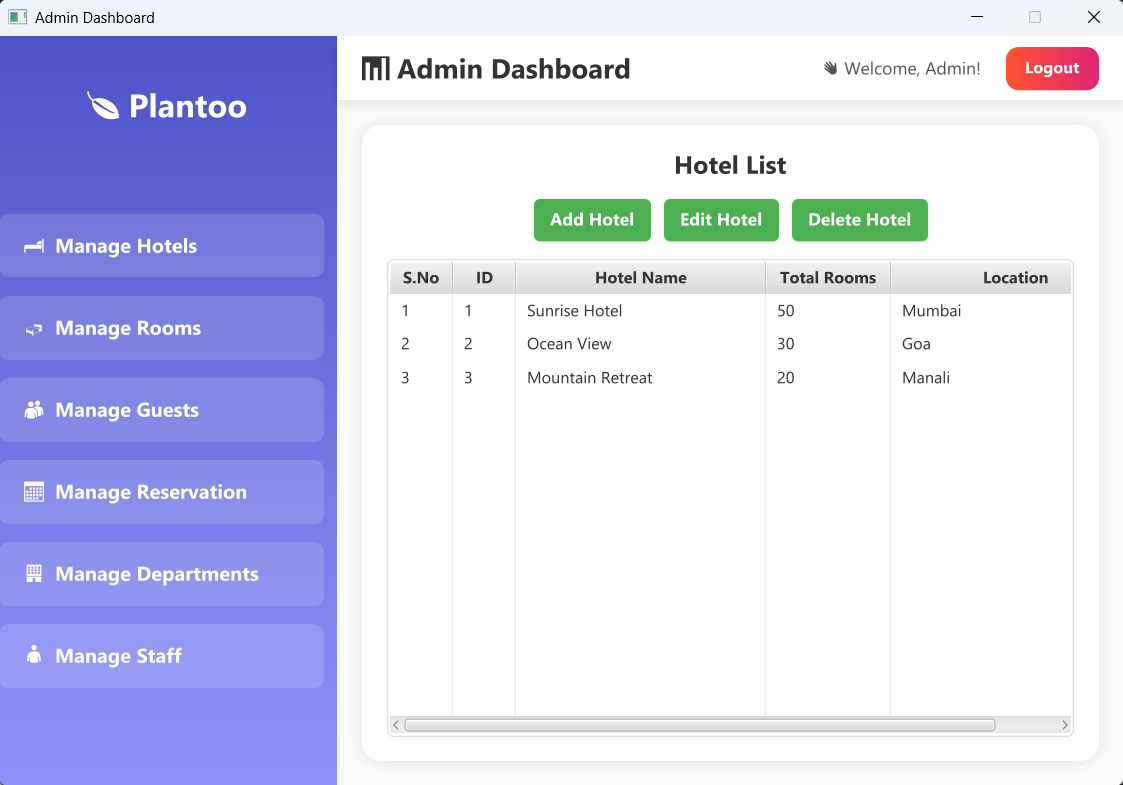 Admin Dashboard
Plantoo
Manage Hotels
Manage Rooms
Manage Guests
Manage Reservation
Manage Departments
Manage Staff
Admin Dashboard
Welcome, Admin!
Logout
Hotel List
Add Hotel Edit Hotel Delete Hotel
S.No ID Hotel Name Total Rooms Location
1 1 Sunrise Hotel 50 Mumbai
2 2 Ocean View 30 Goa
3 3 Mountain Retreat 20 Manali